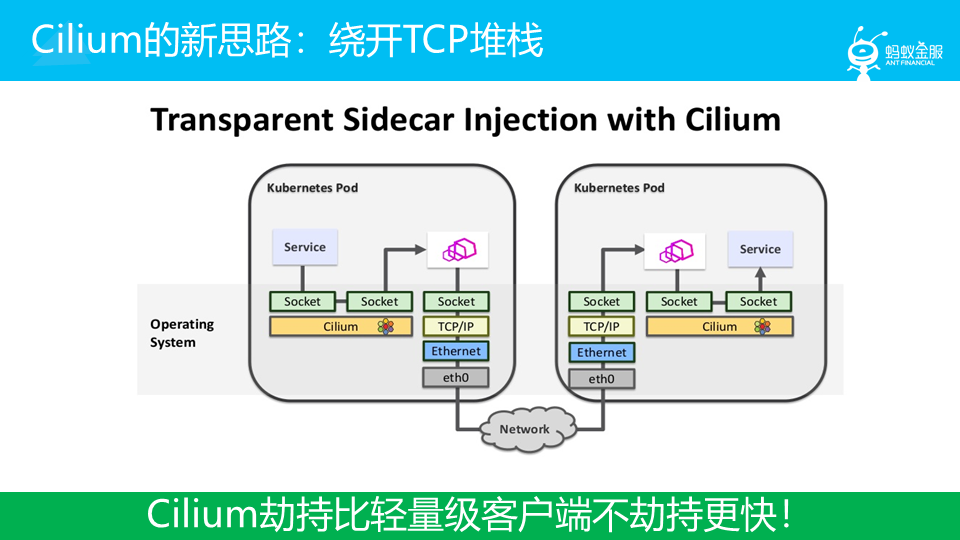 Cilium的新思路：绕开TCP堆栈
蚂蚁金服
ANT FINANCIAL
Transparent Sidecar Injection with Cilium
Kubernetes Pod
Kubernetes Pod
Service
Service
Operating
System
Socket
Socket
Socket
Socket
Socket
Socket
Cilium
TCP/IP
TCP/IP
Cilium
Ethernet
Ethernet
eth0
eth0
Network
Cilium劫持比轻量级客户端不劫持更快！